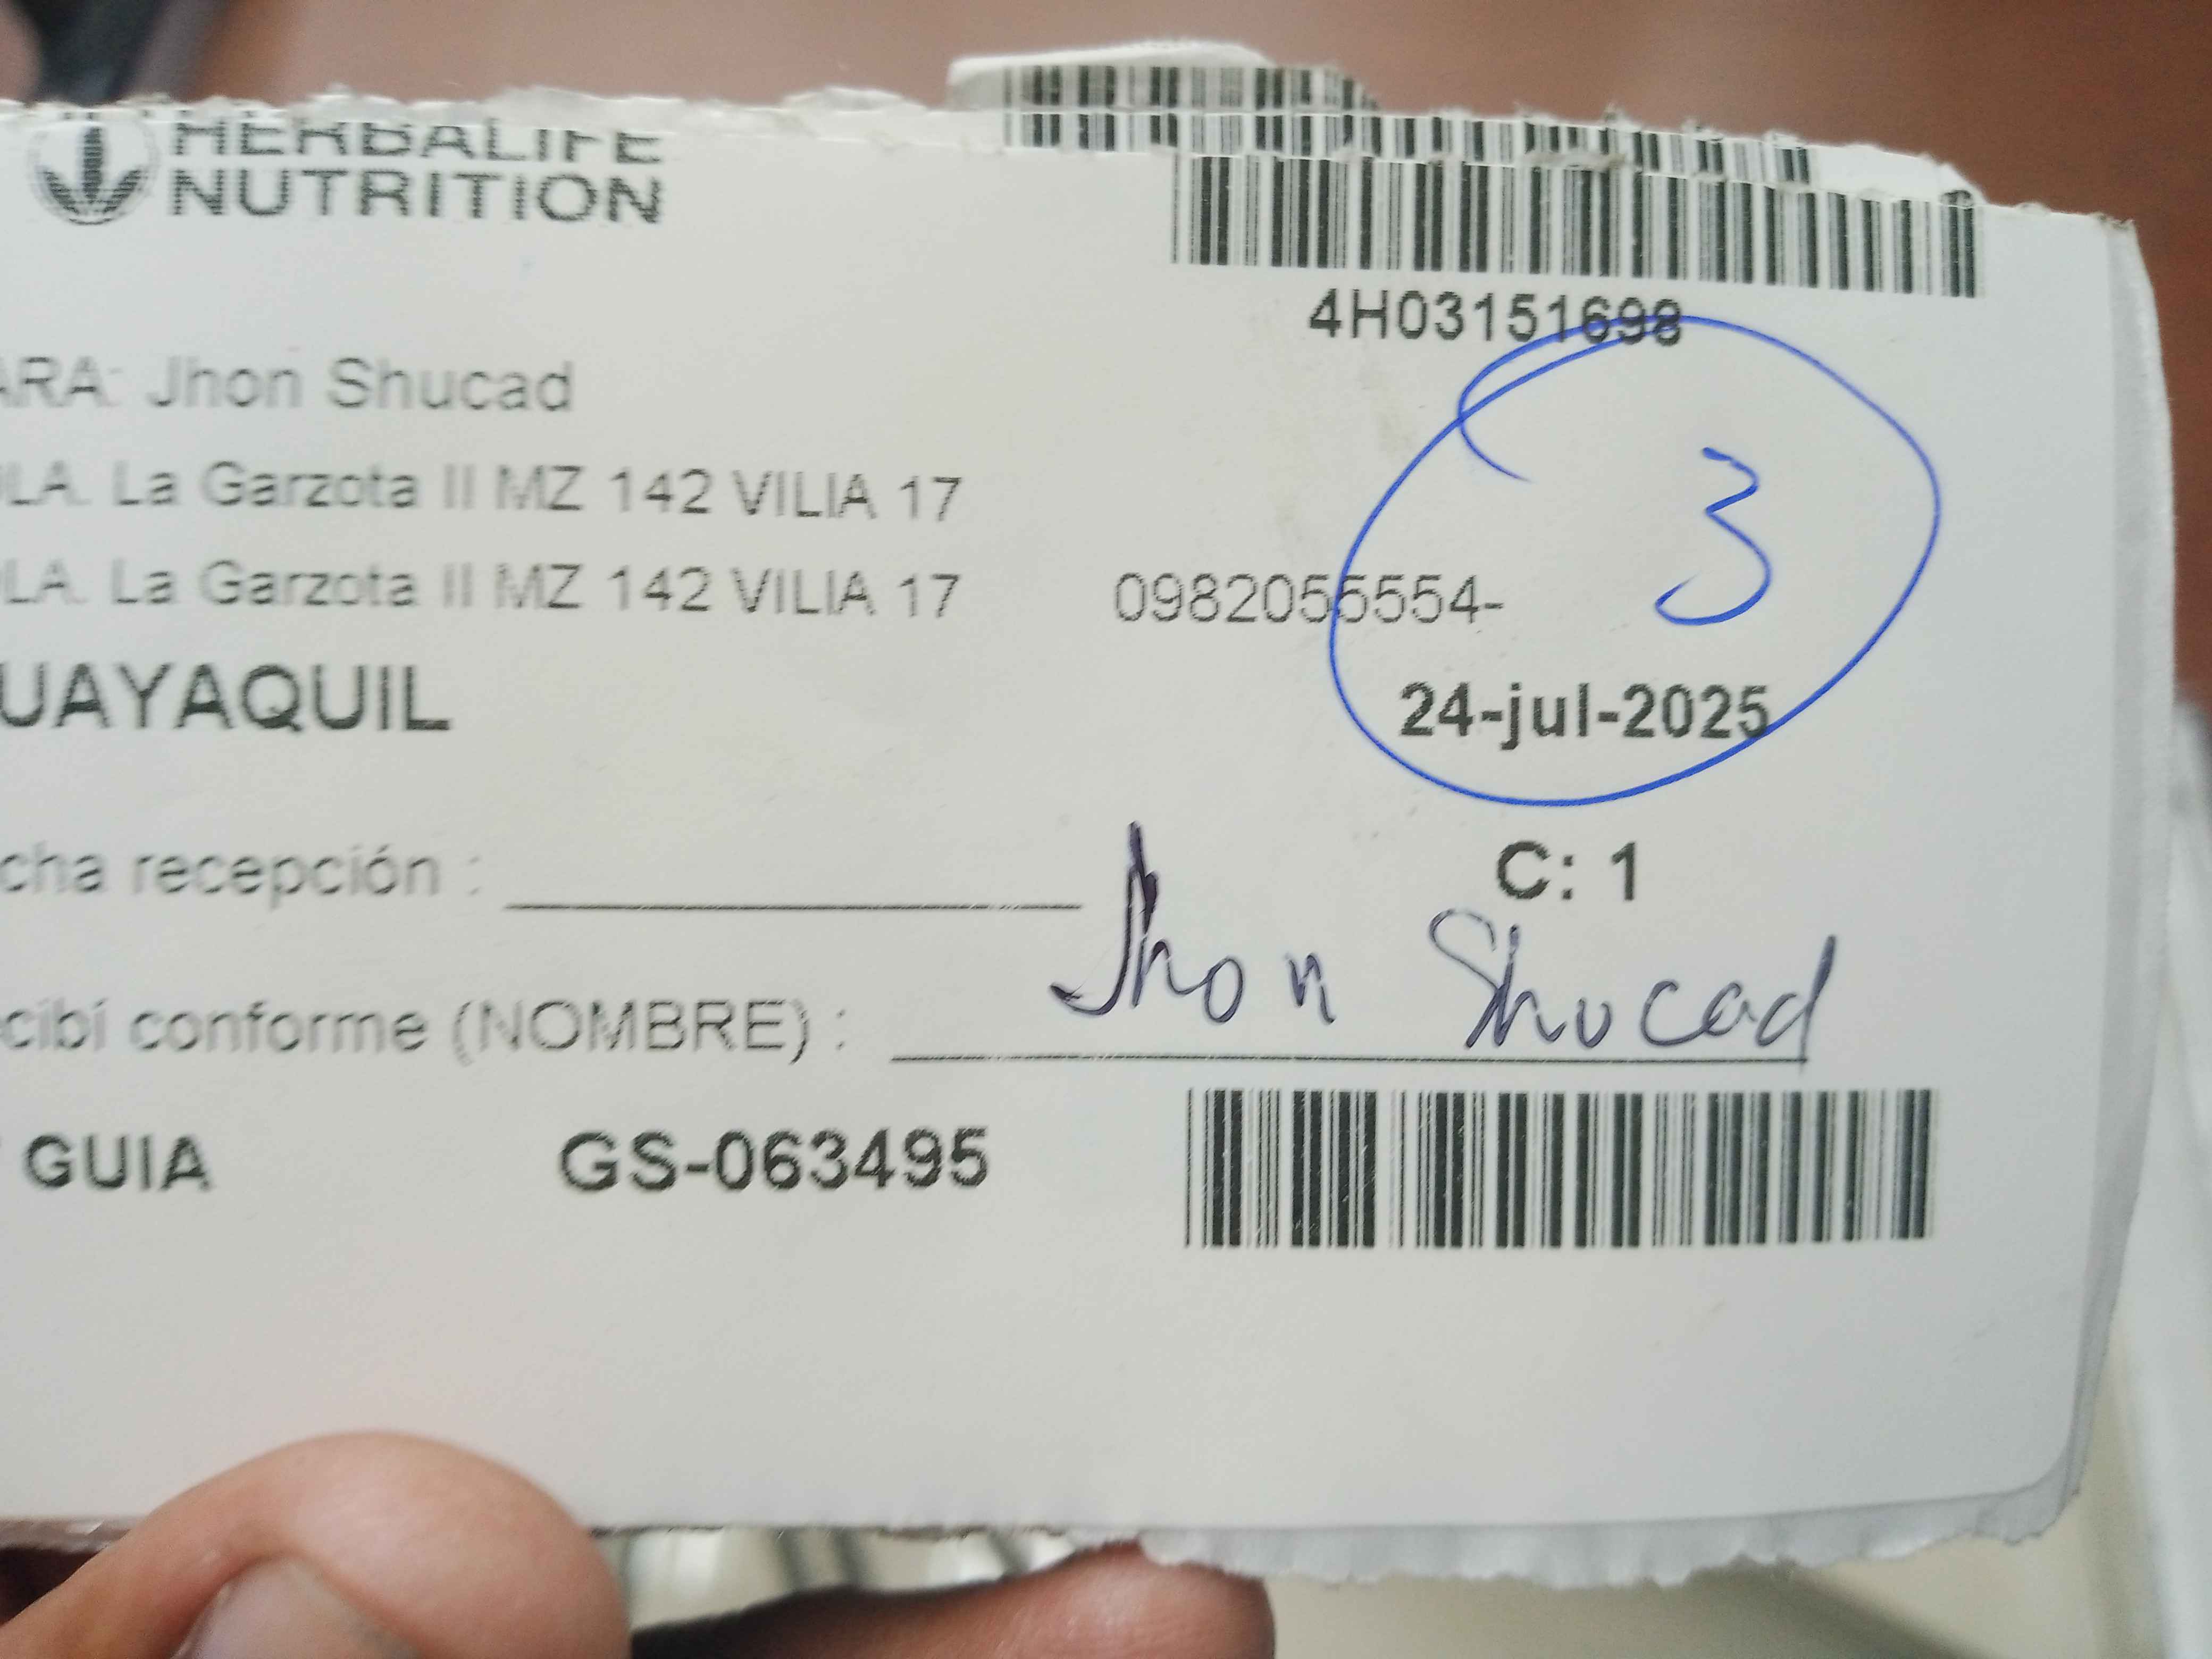 HERBALIFE
NUTRITION
4H03151698
ARA: Jhon Shucad
3
LA. La Garzota II MZ 142 VILIA 17
LA. La Garzota II MZ 142 VILIA 17 0982055554-
UAYAQUIL 24-jul-2025
cha recepción : C: 1
cibí conforme (NOMBRE) : Jhon Shucad
GUIA GS-063495